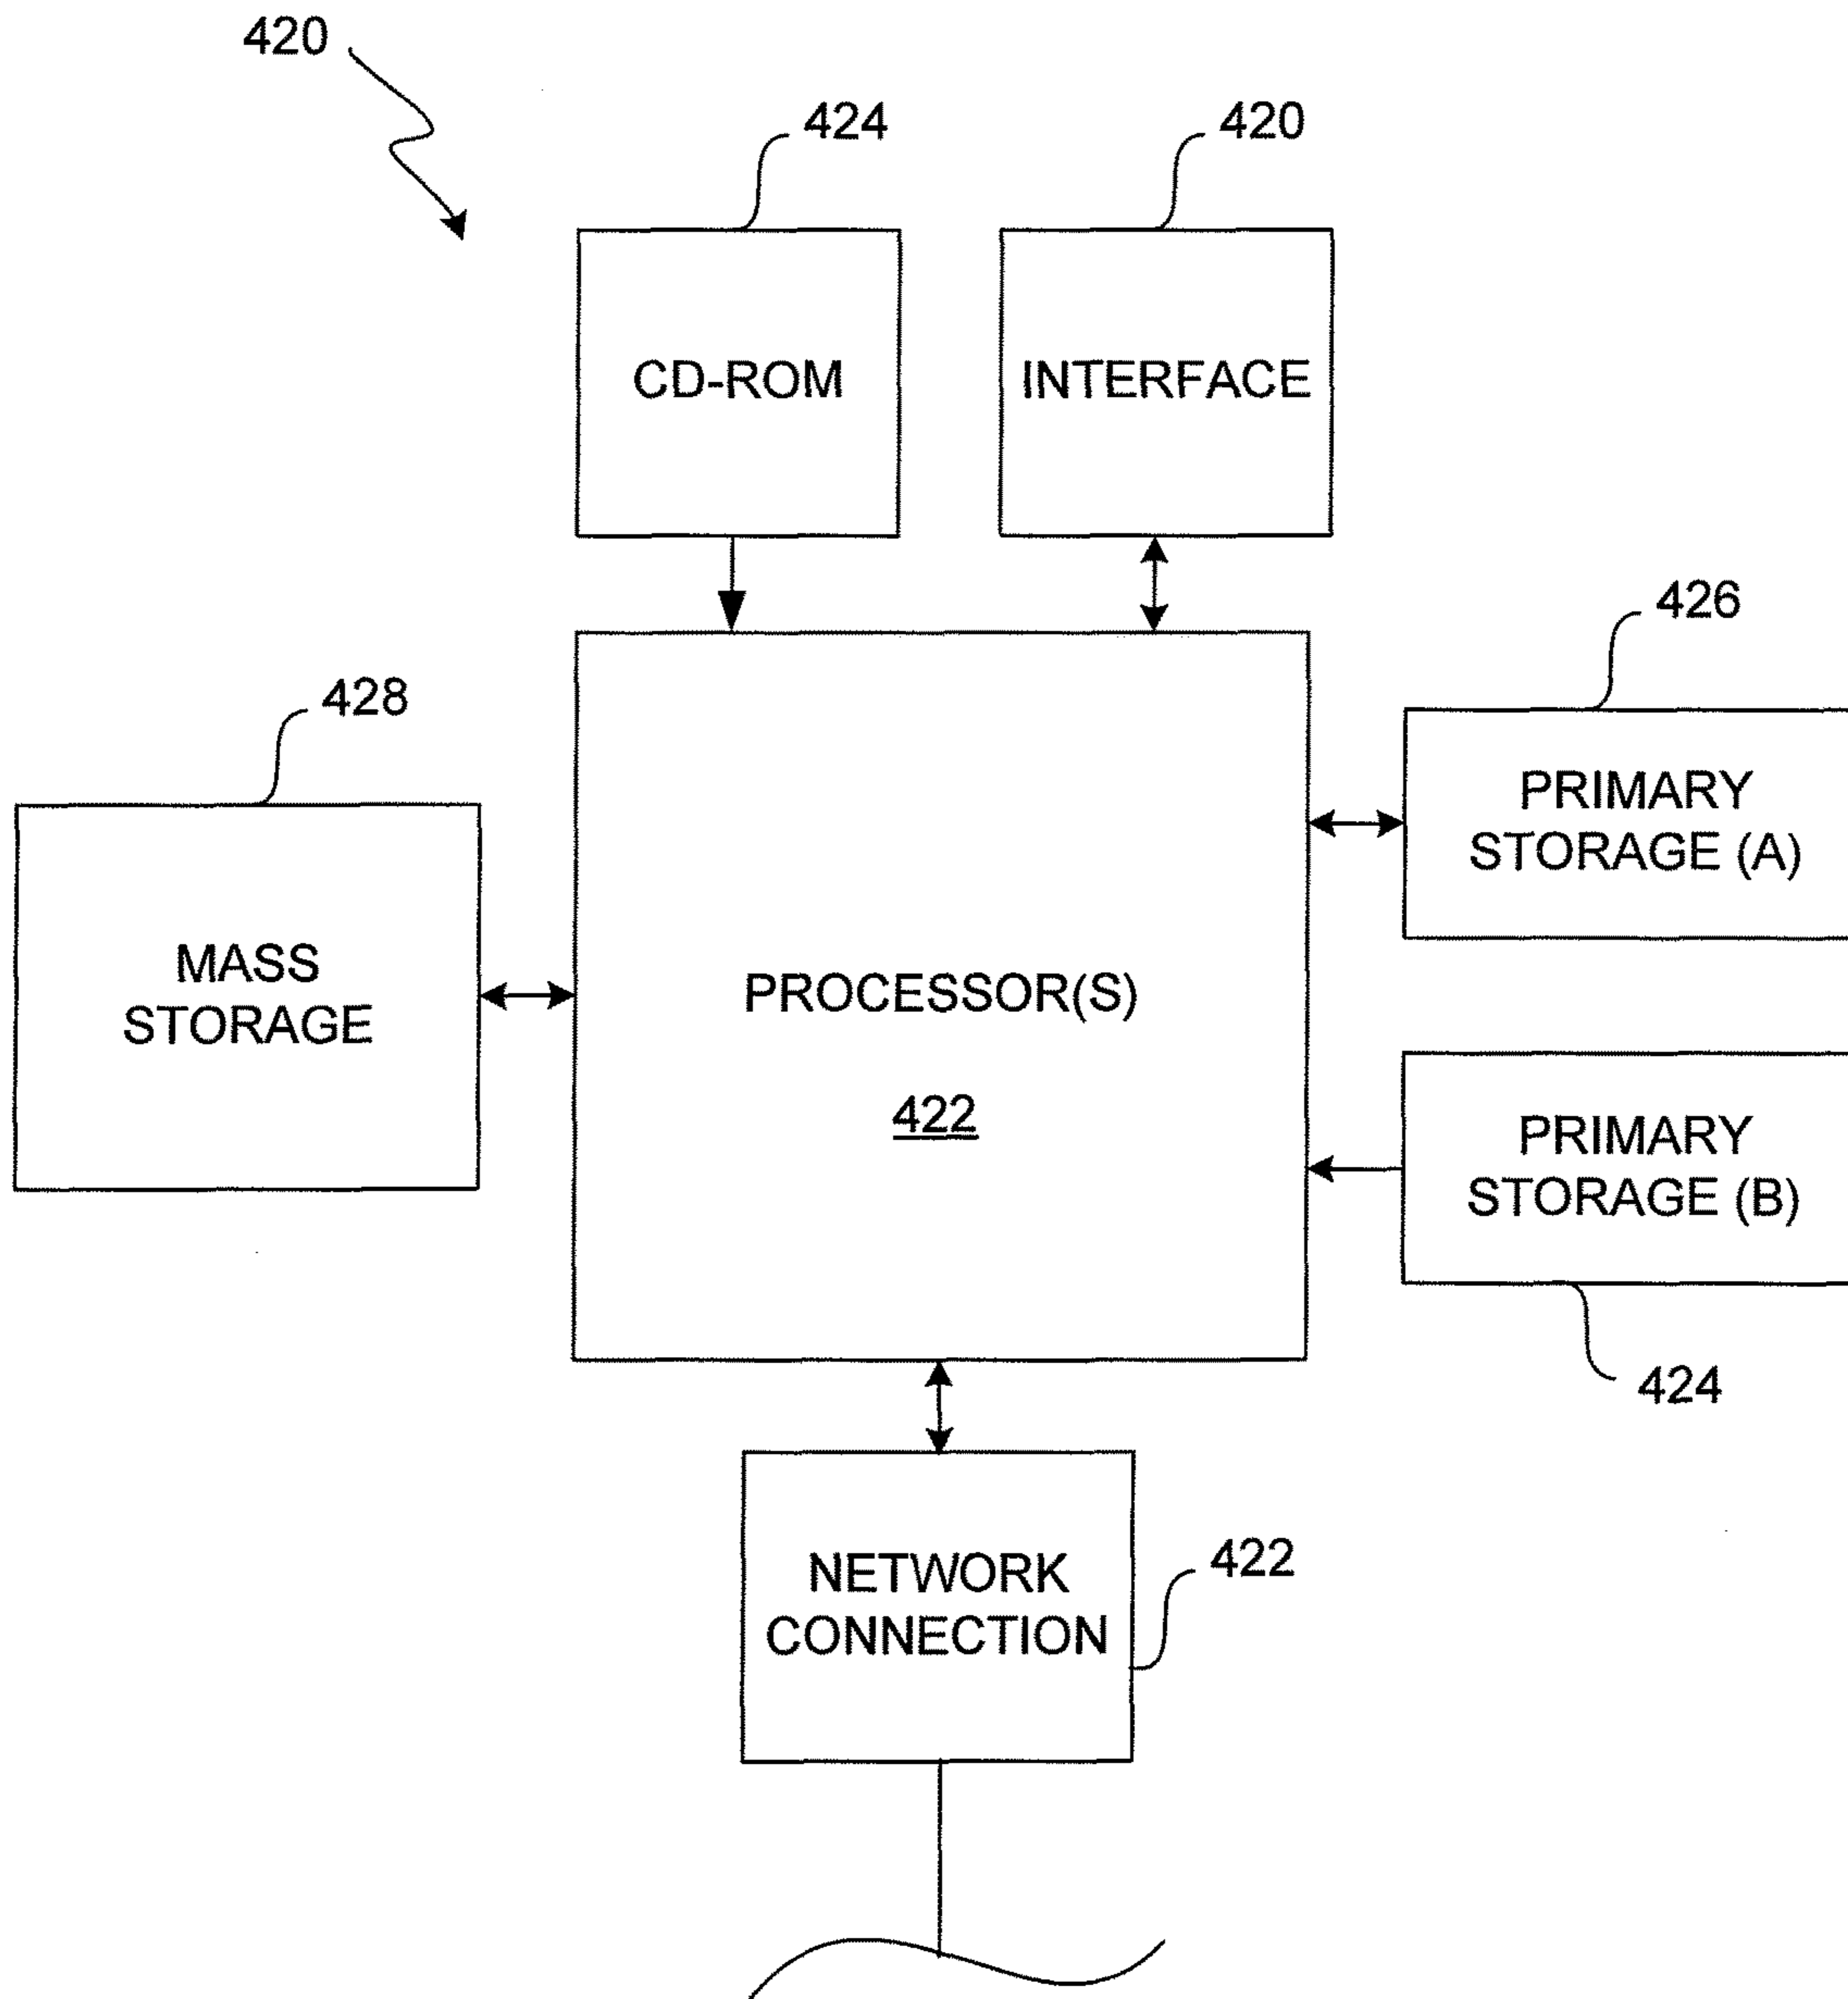 420
424
420
CD-ROM
INTERFACE
426
428
PRIMARY
STORAGE (A)
MASS
STORAGE
PROCESSOR(S)
422
PRIMARY
STORAGE (B)
424
NETWORK
CONNECTION
422